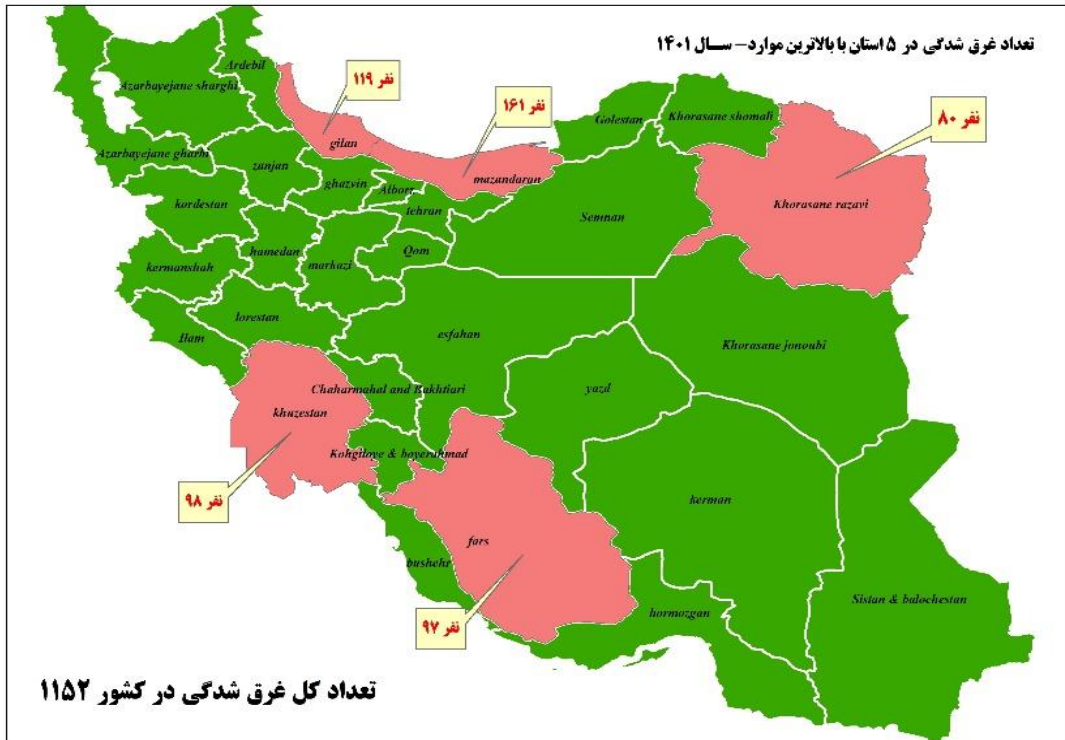 تعداد غرق شدگی در ۵ استان با بالاترین موارد– سال ۱۴۰۱
Ardebil
Azarbayejane sharghi
۱۱۹ نفر
۱۶۱ نفر
۸۰ نفر
Golestan
Khorasane shomali
gilan
Azarbayejane gharbi
zanjan
ghazvin
Alborz
mazandaran
tehran
kordestan
Semnan
Khorasane razavi
hamedan
markazi
Qom
kermanshah
lorestan
Ilam
esfahan
Khorasane jonoubi
Chaharmahal and Bakhtiari
yazd
khuzestan
Kohgiloye & boyerahmad
۹۸ نفر
kerman
fars
bushehr
Sistan & balochestan
hormozgan
۹۷ نفر
تعداد کل غرق شدگی در کشور ۱۱۵۲